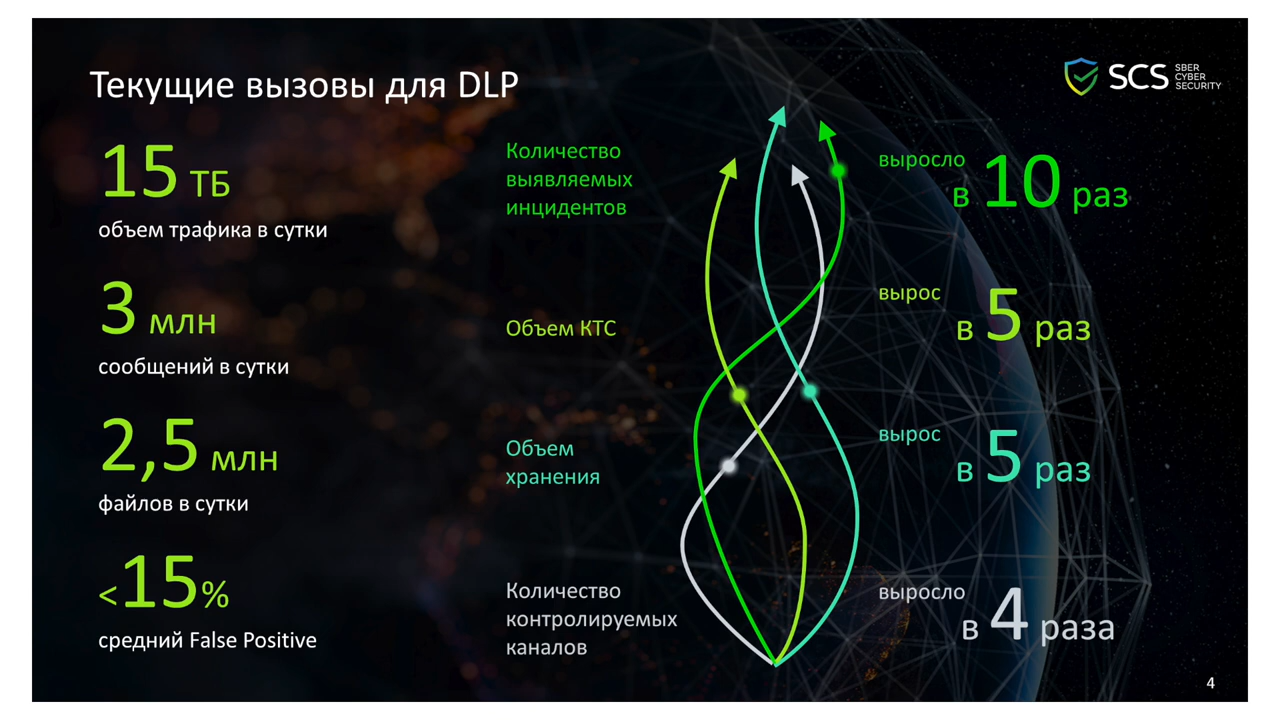 Текущие вызовы для DLP
SCS
SBER
CYBER
SECURITY
15 ТБ
объем трафика в сутки
3 млн
сообщений в сутки
2,5 млн
файлов в сутки
<15%
средний False Positive
Количество
выявляемых
инцидентов
выросло
в 10 раз
Объем КТС
вырос
в 5 раз
Объем
хранения
вырос
в 5 раз
Количество
контролируемых
каналов
выросло
в 4 раза
4